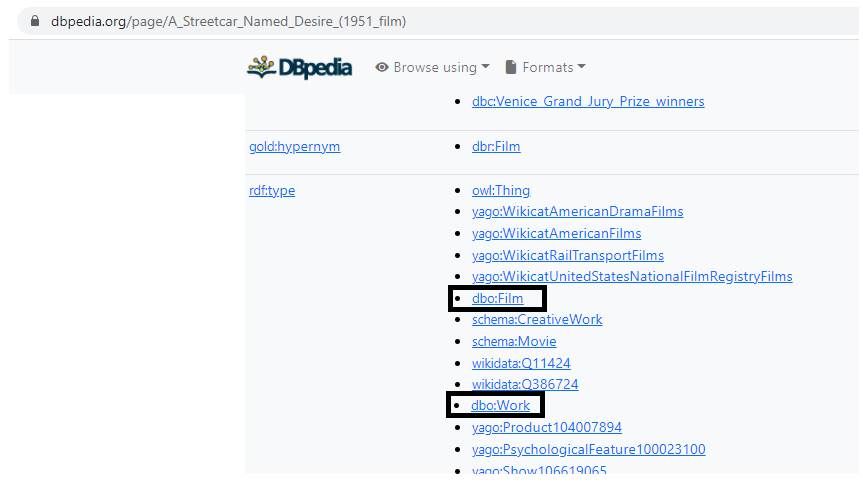 dbpedia.org/page/A_Streetcar_Named_Desire_(1951_film)
DBpedia Browse using Formats
dbc:Venice_Grand_Jury_Prize_winners
gold:hypernym dbr:Film
rdf:type owl:Thing
yago:WikicatAmericanDramaFilms
yago:WikicatAmericanFilms
yago:WikicatRailTransportFilms
yago:WikicatUnitedStatesNationalFilmRegistryFilms
dbo:Film
schema:CreativeWork
schema:Movie
wikidata:Q11424
wikidata:Q386724
dbo:Work
yago:Product104007894
yago:PsychologicalFeature100023100
yago:Show106619065